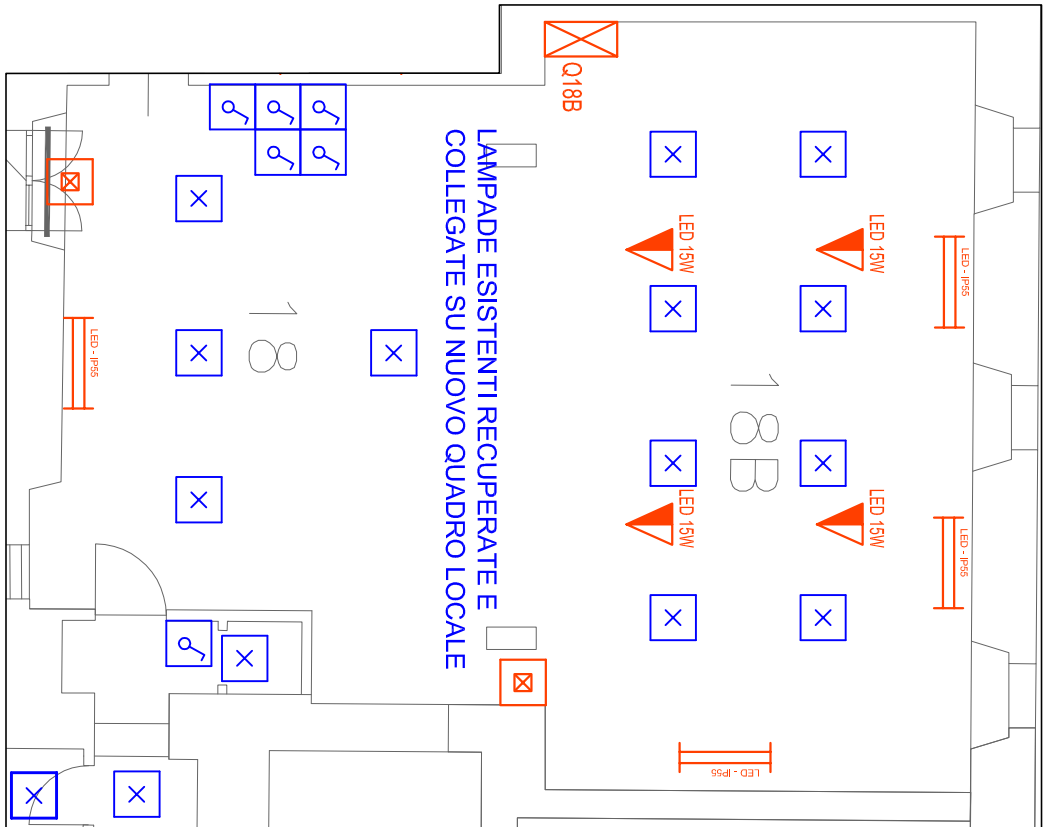 Q18B
LAMPADE ESISTENTI RECUPERATE E
COLLEGATE SU NUOVO QUADRO LOCALE
LED 15W
LED 15W
LED - IP55
LED - IP55
18
18B
LED 15W
LED 15W
LED - IP55
LED - IP55